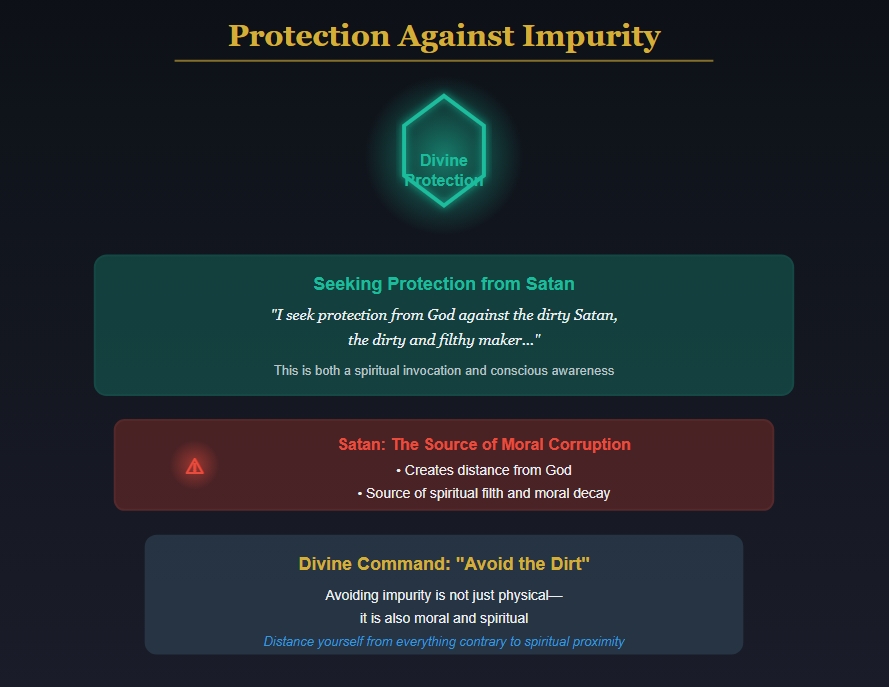 Protection Against Impurity
Divine
Protection
Seeking Protection from Satan
"I seek protection from God against the dirty Satan,
the dirty and filthy maker..."
This is both a spiritual invocation and conscious awareness
⚠
Satan: The Source of Moral Corruption
• Creates distance from God
• Source of spiritual filth and moral decay
Divine Command: "Avoid the Dirt"
Avoiding impurity is not just physical—
it is also moral and spiritual
Distance yourself from everything contrary to spiritual proximity